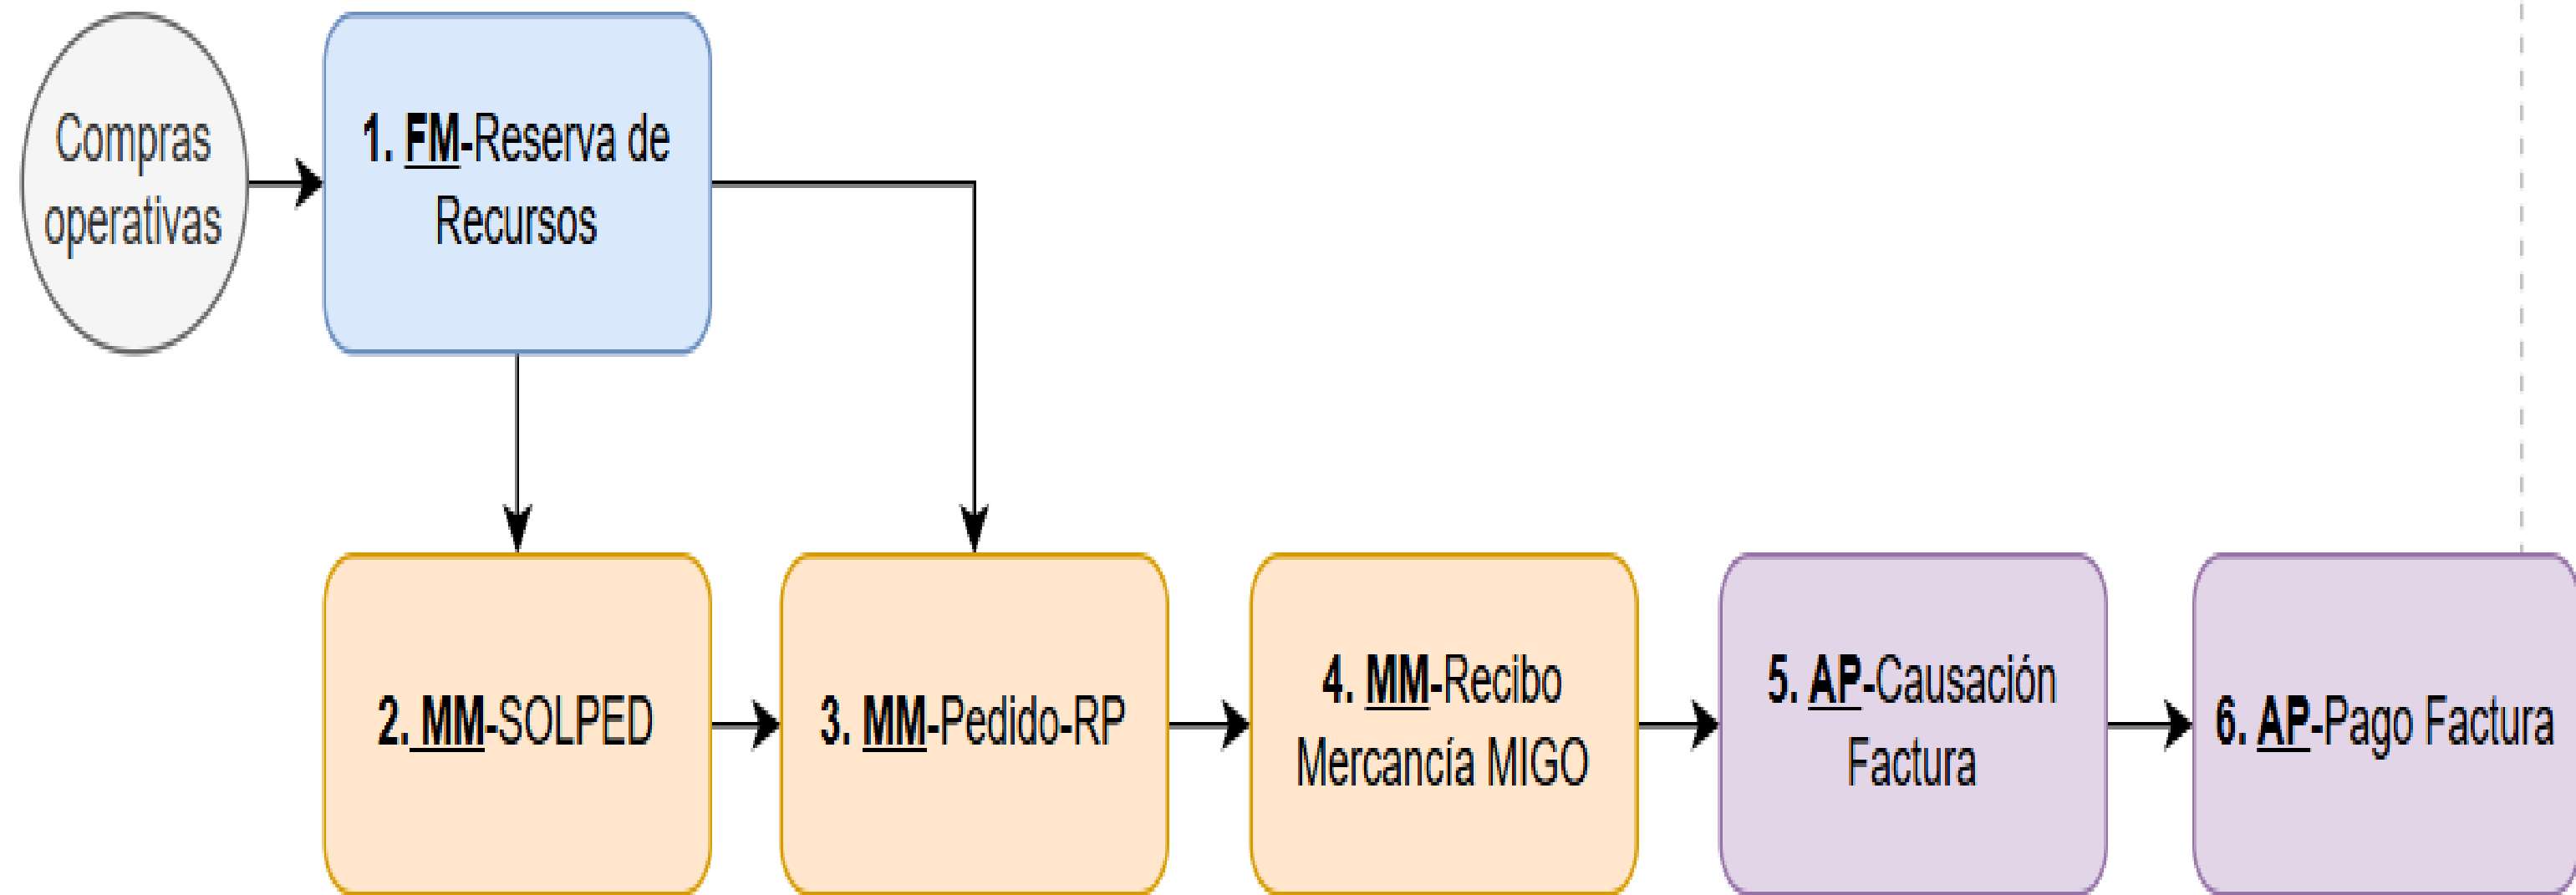 Compras
operativas
1. FM-Reserva de
Recursos
2. MM-SOLPED
3. MM-Pedido-RP
4. MM-Recibo
Mercancía MIGO
5. AP-Causación
Factura
6. AP-Pago Factura